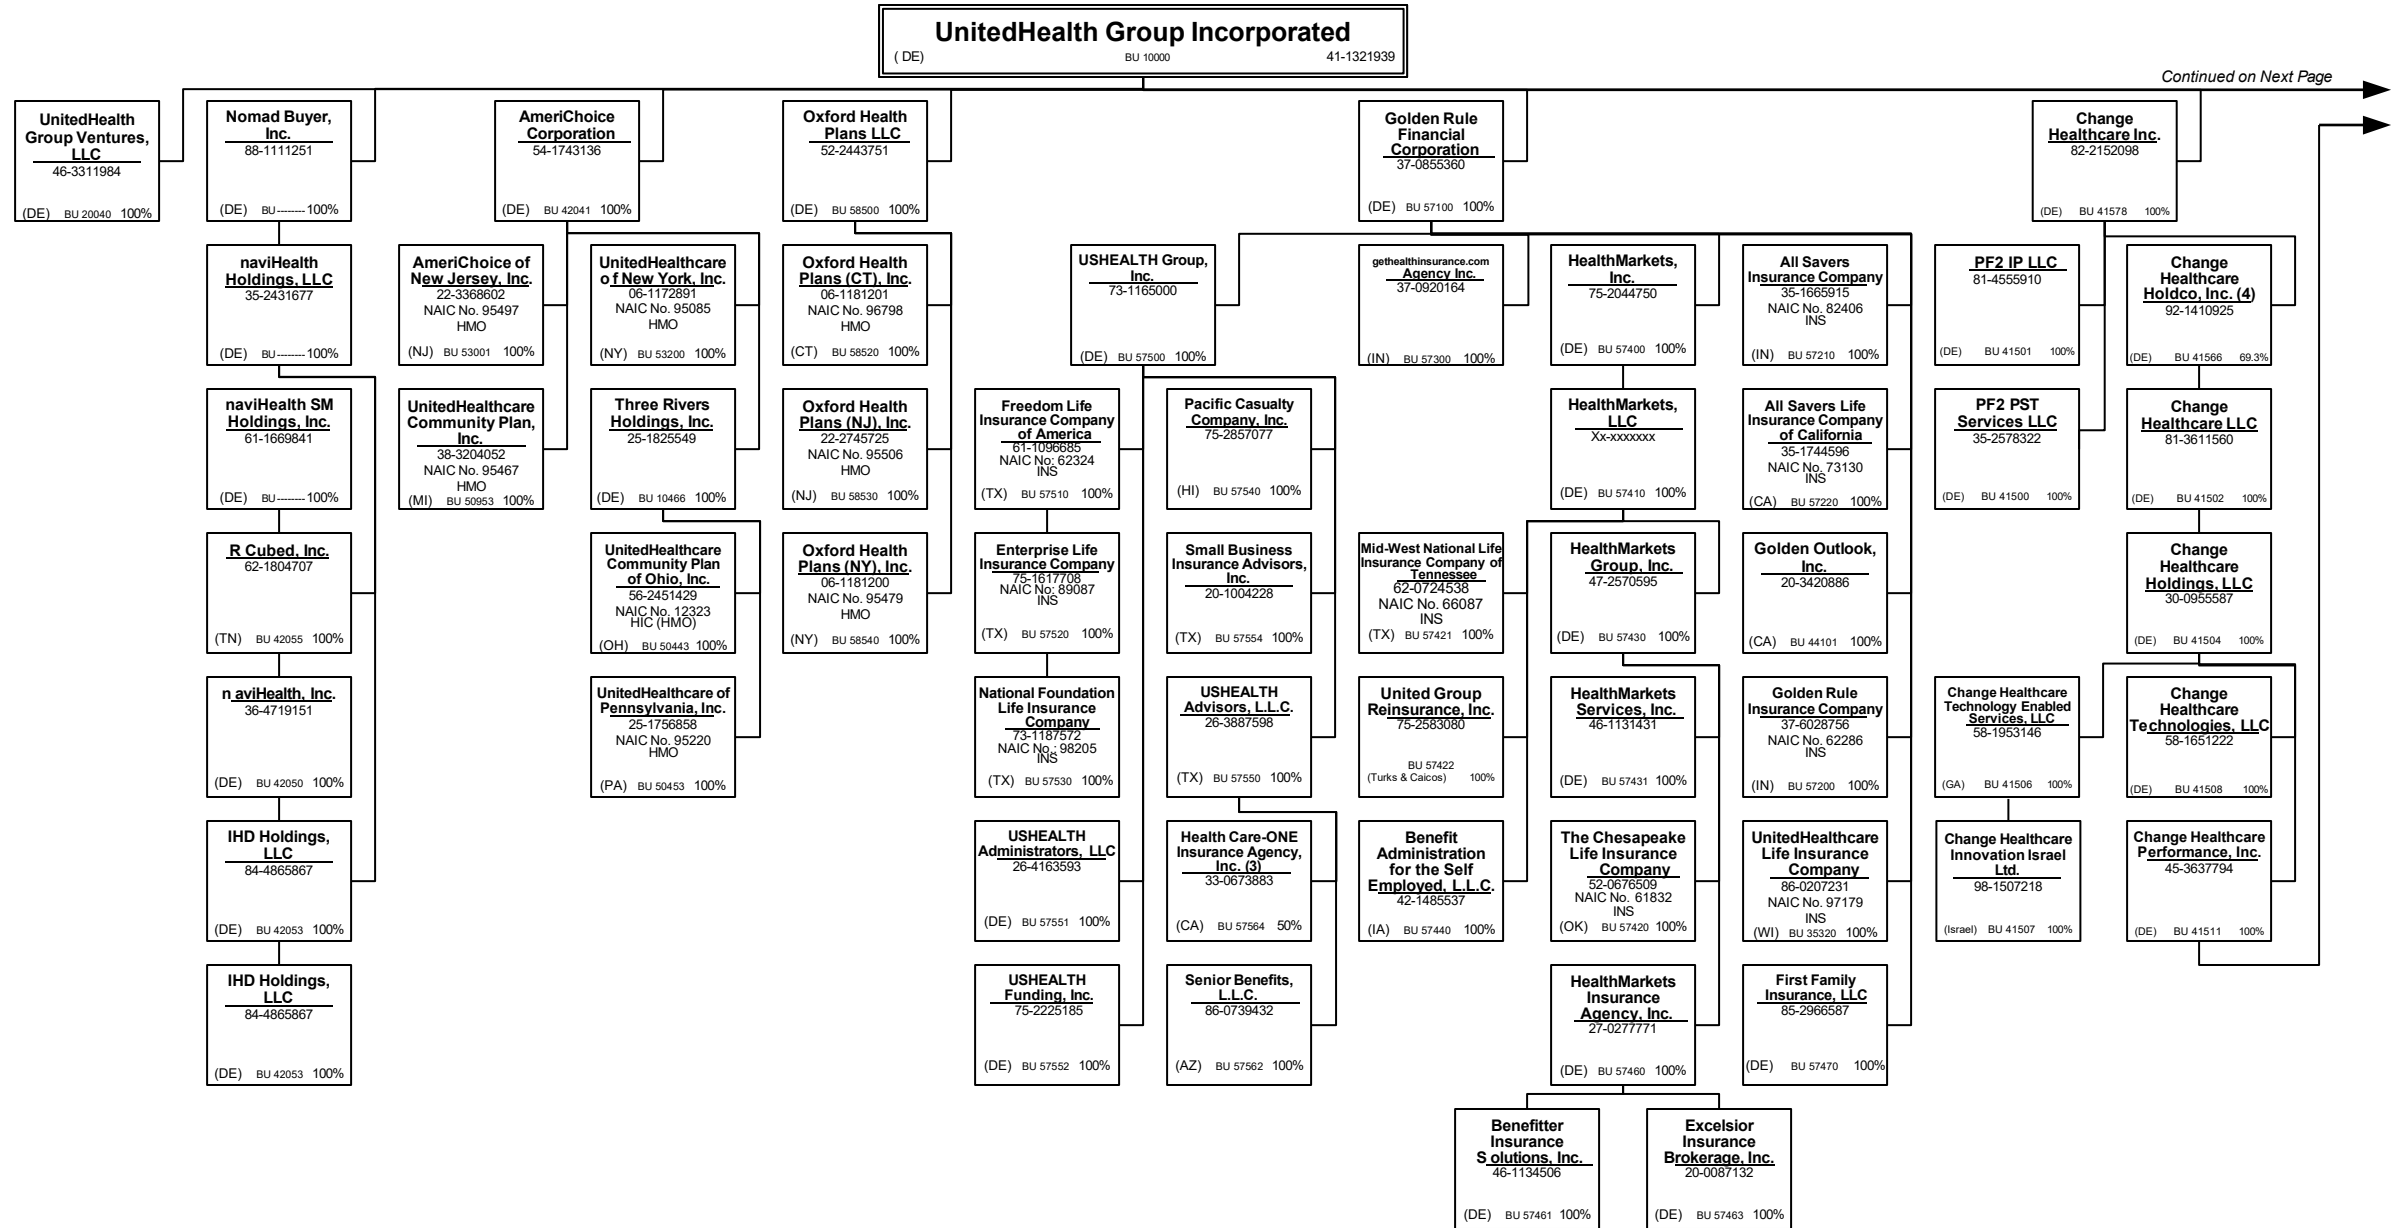 UnitedHealth Group Incorporated
( DE) BU 10000 41-1321939
Continued on Next Page
UnitedHealth
Group Ventures,
LLC
46-3311984
(DE) BU 20040 100%
Nomad Buyer,
Inc.
88-1111251
(DE) BU-------- 100%
AmeriChoice
Corporation
54-1743136
(DE) BU 42041 100%
Oxford Health
Plans LLC
52-2443751
(DE) BU 58500 100%
Golden Rule
Financial
Corporation
37-0855360
(DE) BU 57100 100%
Change
Healthcare Inc.
82-2152098
(DE) BU 41578 100%
naviHealth
Holdings, LLC
35-2431677
(DE) BU-------- 100%
AmeriChoice of
New Jersey, Inc.
22-3368602
NAIC No. 95497
HMO
(NJ) BU 53001 100%
UnitedHealthcare
of New York, Inc.
06-1172891
NAIC No. 95085
HMO
(NY) BU 53200 100%
Oxford Health
Plans (CT), Inc.
06-1181201
NAIC No. 96798
HMO
(CT) BU 58520 100%
USHEALTH Group,
Inc.
73-1165000
(DE) BU 57500 100%
gethealthinsurance.com
Agency Inc.
37-0920164
(IN) BU 57300 100%
HealthMarkets,
Inc.
75-2044750
(DE) BU 57400 100%
All Savers
Insurance Company
35-1665915
NAIC No. 82406
INS
(IN) BU 57210 100%
PF2 IP LLC
81-4555910
(DE) BU 41501 100%
Change
Healthcare
Holdco, Inc. (4)
92-1410925
(DE) BU 41566 69.3%
naviHealth SM
Holdings, Inc.
61-1669841
(DE) BU-------- 100%
UnitedHealthcare
Community Plan,
Inc.
38-3204052
NAIC No. 95467
HMO
(MI) BU 50953 100%
Three Rivers
Holdings, Inc.
25-1825549
(DE) BU 10466 100%
Oxford Health
Plans (NJ), Inc.
22-2745725
NAIC No. 95506
HMO
(NJ) BU 58530 100%
Freedom Life
Insurance Company
of America
61-1096685
NAIC No: 62324
INS
(TX) BU 57510 100%
Pacific Casualty
Company, Inc.
75-2857077
(HI) BU 57540 100%
HealthMarkets,
LLC
Xx-xxxxxxx
(DE) BU 57410 100%
All Savers Life
Insurance Company
of California
35-1744596
NAIC No. 73130
INS
(CA) BU 57220 100%
PF2 PST
Services LLC
35-2578322
(DE) BU 41500 100%
Change
Healthcare LLC
81-3611560
(DE) BU 41502 100%
R Cubed, Inc.
62-1804707
(TN) BU 42055 100%
UnitedHealthcare
Community Plan
of Ohio, Inc.
56-2451429
NAIC No. 12323
HIC (HMO)
(OH) BU 50443 100%
Oxford Health
Plans (NY), Inc.
06-1181200
NAIC No. 95479
HMO
(NY) BU 58540 100%
Enterprise Life
Insurance Company
75-1617708
NAIC No: 89087
INS
(TX) BU 57520 100%
Small Business
Insurance Advisors,
Inc.
20-1004228
(TX) BU 57554 100%
Mid-West National Life
Insurance Company of
Tennessee
62-0724538
NAIC No. 66087
INS
(TX) BU 57421 100%
HealthMarkets
Group, Inc.
47-2570595
(DE) BU 57430 100%
Golden Outlook,
Inc.
20-3420886
(CA) BU 44101 100%
Change
Healthcare
Holdings, LLC
30-0955587
(DE) BU 41504 100%
n aviHealth, Inc.
36-4719151
(DE) BU 42050 100%
UnitedHealthcare of
Pennsylvania, Inc.
25-1756858
NAIC No. 95220
HMO
(PA) BU 50453 100%
National Foundation
Life Insurance
Company
73-1187572
NAIC No.: 98205
INS
(TX) BU 57530 100%
USHEALTH
Advisors, L.L.C.
26-3887598
(TX) BU 57550 100%
United Group
Reinsurance, Inc.
75-2583080
BU 57422
(Turks & Caicos) 100%
HealthMarkets
Services, Inc.
46-1131431
(DE) BU 57431 100%
Golden Rule
Insurance Company
37-6028756
NAIC No. 62286
INS
(IN) BU 57200 100%
Change Healthcare
Technology Enabled
Services, LLC
58-1953146
(GA) BU 41506 100%
Change
Healthcare
Technologies, LLC
58-1651222
(DE) BU 41508 100%
IHD Holdings,
LLC
84-4865867
(DE) BU 42053 100%
USHEALTH
Administrators, LLC
26-4163593
(DE) BU 57551 100%
Health Care-ONE
Insurance Agency,
Inc. (3)
33-0673883
(CA) BU 57564 50%
Benefit
Administration
for the Self
Employed, L.L.C.
42-1485537
(IA) BU 57440 100%
The Chesapeake
Life Insurance
Company
52-0676509
NAIC No. 61832
INS
(OK) BU 57420 100%
UnitedHealthcare
Life Insurance
Company
86-0207231
NAIC No. 97179
INS
(WI) BU 35320 100%
Change Healthcare
Innovation Israel
Ltd.
98-1507218
(Israel) BU 41507 100%
Change Healthcare
Performance, Inc.
45-3637794
(DE) BU 41511 100%
IHD Holdings,
LLC
84-4865867
(DE) BU 42053 100%
USHEALTH
Funding, Inc.
75-2225185
(DE) BU 57552 100%
Senior Benefits,
L.L.C.
86-0739432
(AZ) BU 57562 100%
HealthMarkets
Insurance
Agency, Inc.
27-0277771
(DE) BU 57460 100%
First Family
Insurance, LLC
85-2966587
(DE) BU 57470 100%
Benefitter
Insurance
S olutions, Inc.
46-1134506
(DE) BU 57461 100%
Excelsior
Insurance
Brokerage, Inc.
20-0087132
(DE) BU 57463 100%